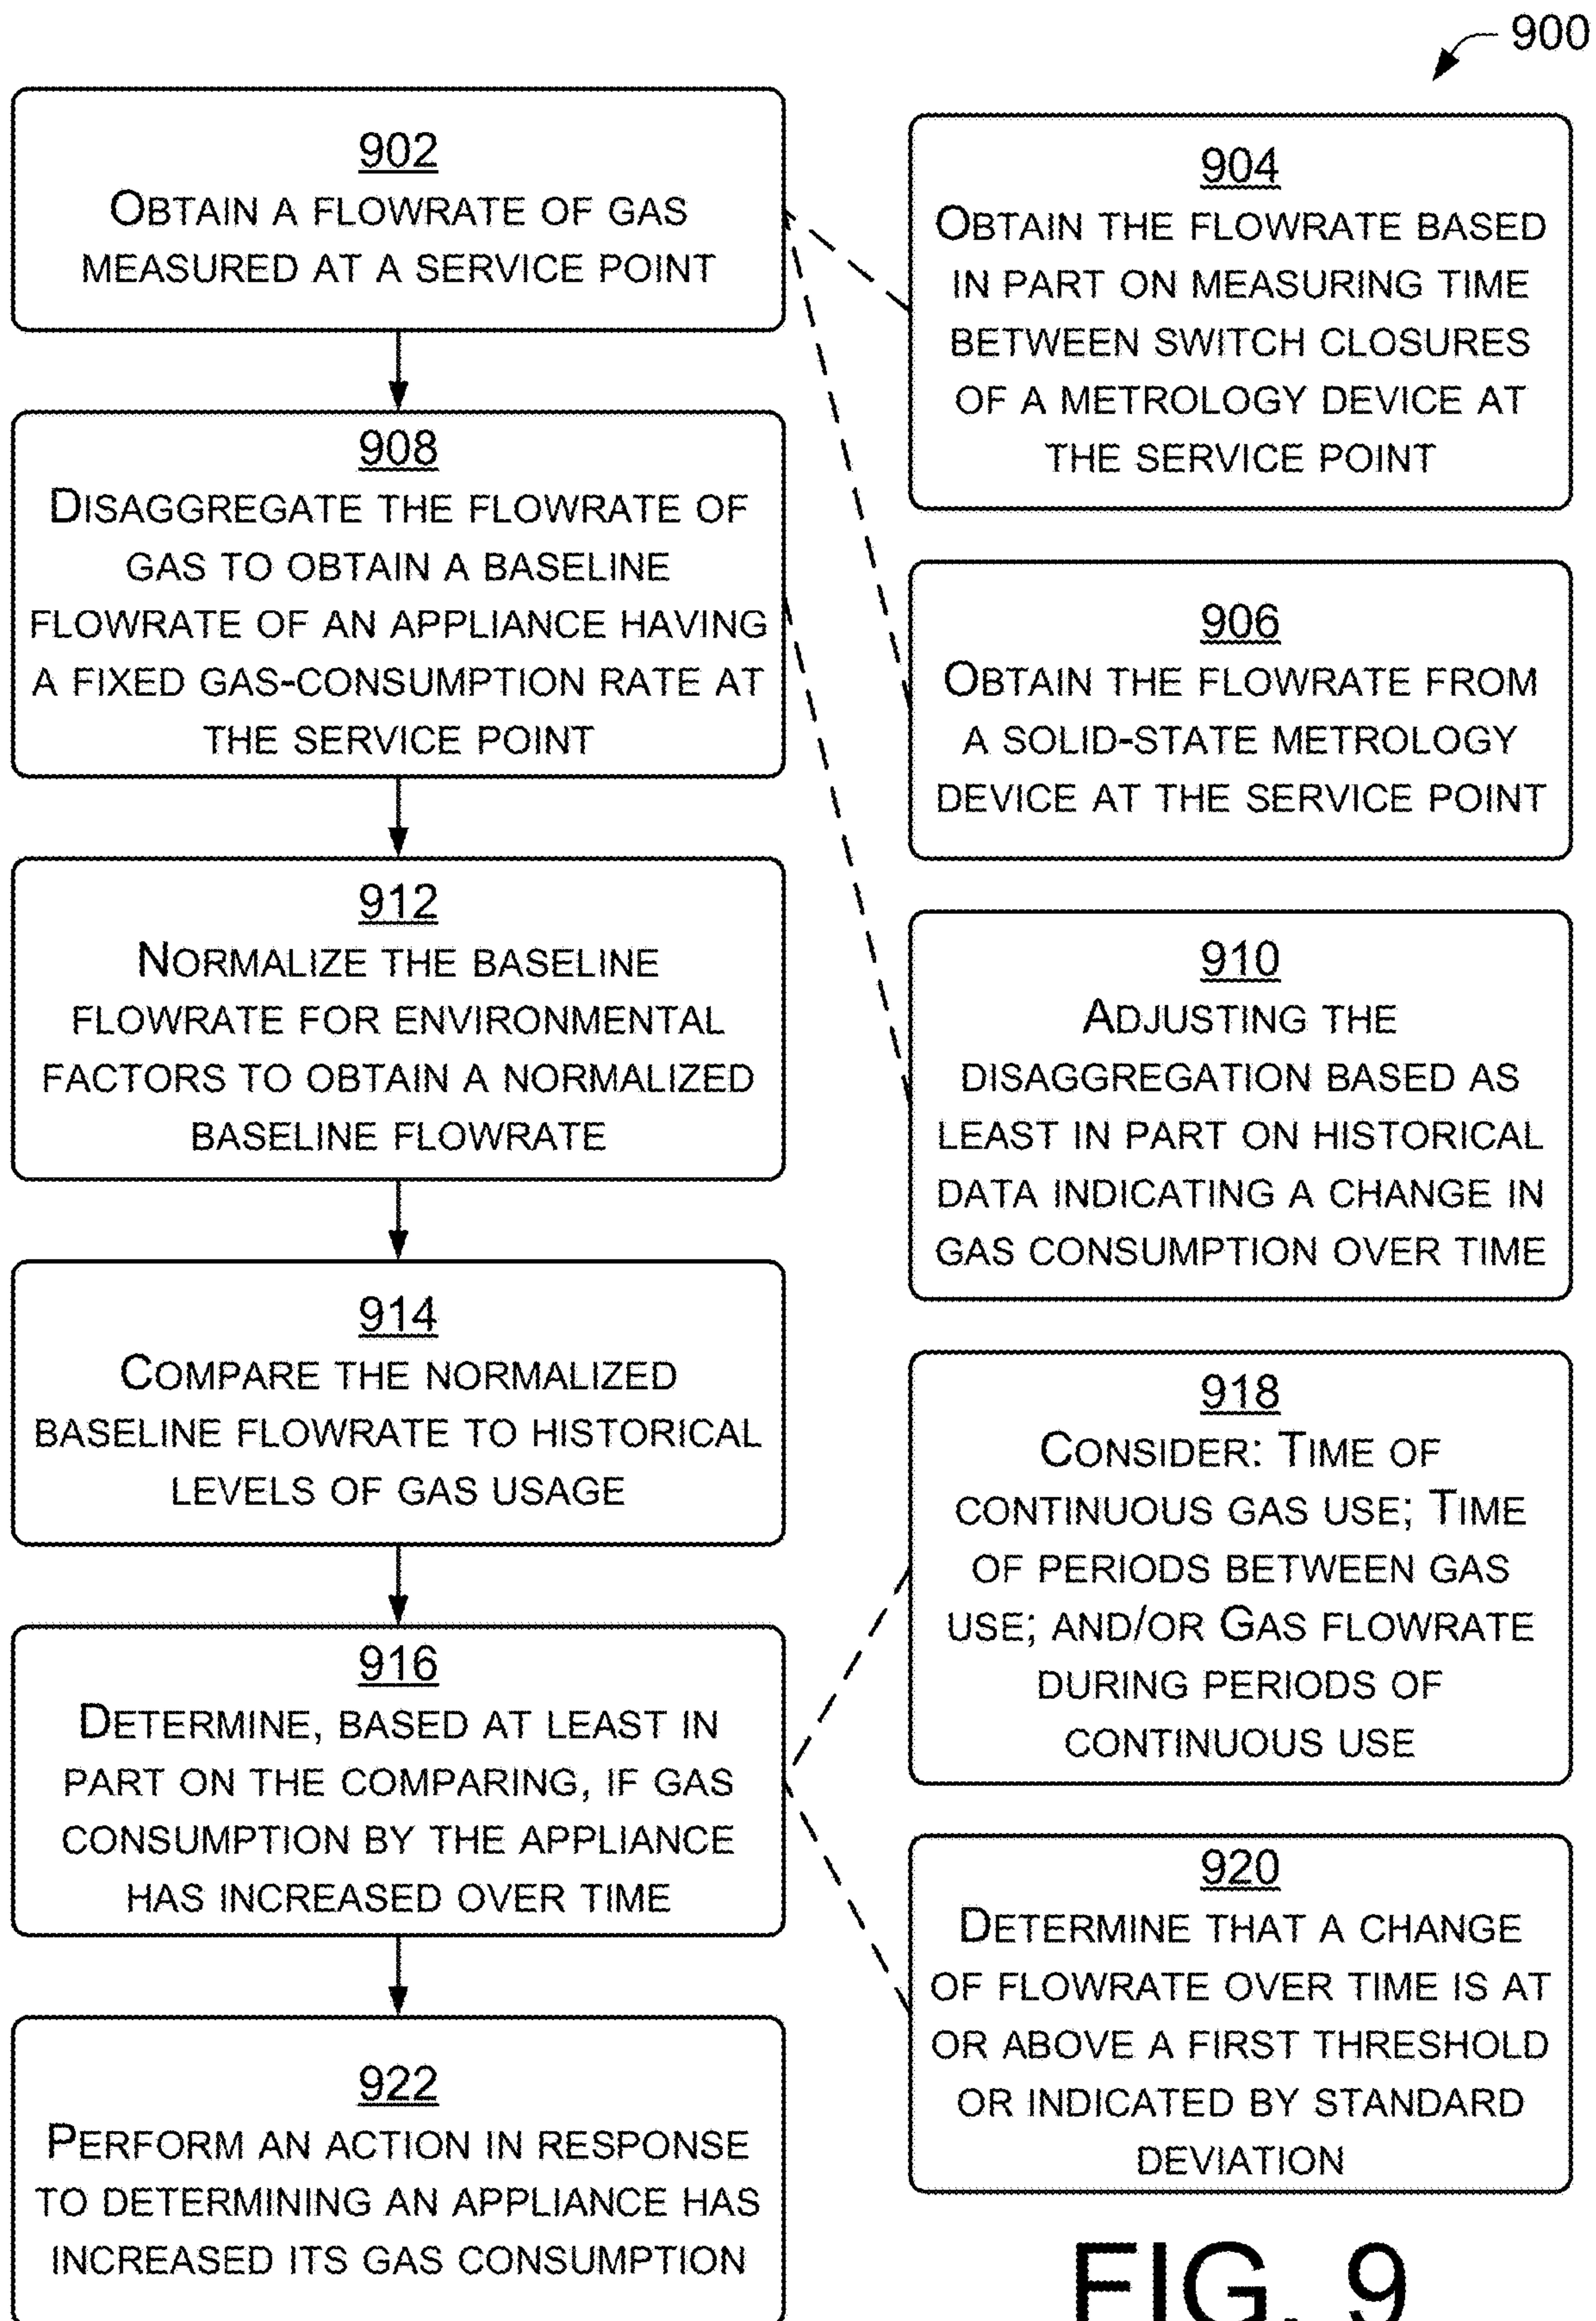 900
902
OBTAIN A FLOWRATE OF GAS
MEASURED AT A SERVICE POINT
904
OBTAIN THE FLOWRATE BASED
IN PART ON MEASURING TIME
BETWEEN SWITCH CLOSURES
OF A METROLOGY DEVICE AT
THE SERVICE POINT
906
OBTAIN THE FLOWRATE FROM
A SOLID-STATE METROLOGY
DEVICE AT THE SERVICE POINT
908
DISAGGREGATE THE FLOWRATE OF
GAS TO OBTAIN A BASELINE
FLOWRATE OF AN APPLIANCE HAVING
A FIXED GAS-CONSUMPTION RATE AT
THE SERVICE POINT
910
ADJUSTING THE
DISAGGREGATION BASED AS
LEAST IN PART ON HISTORICAL
DATA INDICATING A CHANGE IN
GAS CONSUMPTION OVER TIME
912
NORMALIZE THE BASELINE
FLOWRATE FOR ENVIRONMENTAL
FACTORS TO OBTAIN A NORMALIZED
BASELINE FLOWRATE
914
COMPARE THE NORMALIZED
BASELINE FLOWRATE TO HISTORICAL
LEVELS OF GAS USAGE
916
DETERMINE, BASED AT LEAST IN
PART ON THE COMPARING, IF GAS
CONSUMPTION BY THE APPLIANCE
HAS INCREASED OVER TIME
918
CONSIDER: TIME OF
CONTINUOUS GAS USE; TIME
OF PERIODS BETWEEN GAS
USE; AND/OR GAS FLOWRATE
DURING PERIODS OF
CONTINUOUS USE
920
DETERMINE THAT A CHANGE
OF FLOWRATE OVER TIME IS AT
OR ABOVE A FIRST THRESHOLD
OR INDICATED BY STANDARD
DEVIATION
922
PERFORM AN ACTION IN RESPONSE
TO DETERMINING AN APPLIANCE HAS
INCREASED ITS GAS CONSUMPTION
FIG. 9